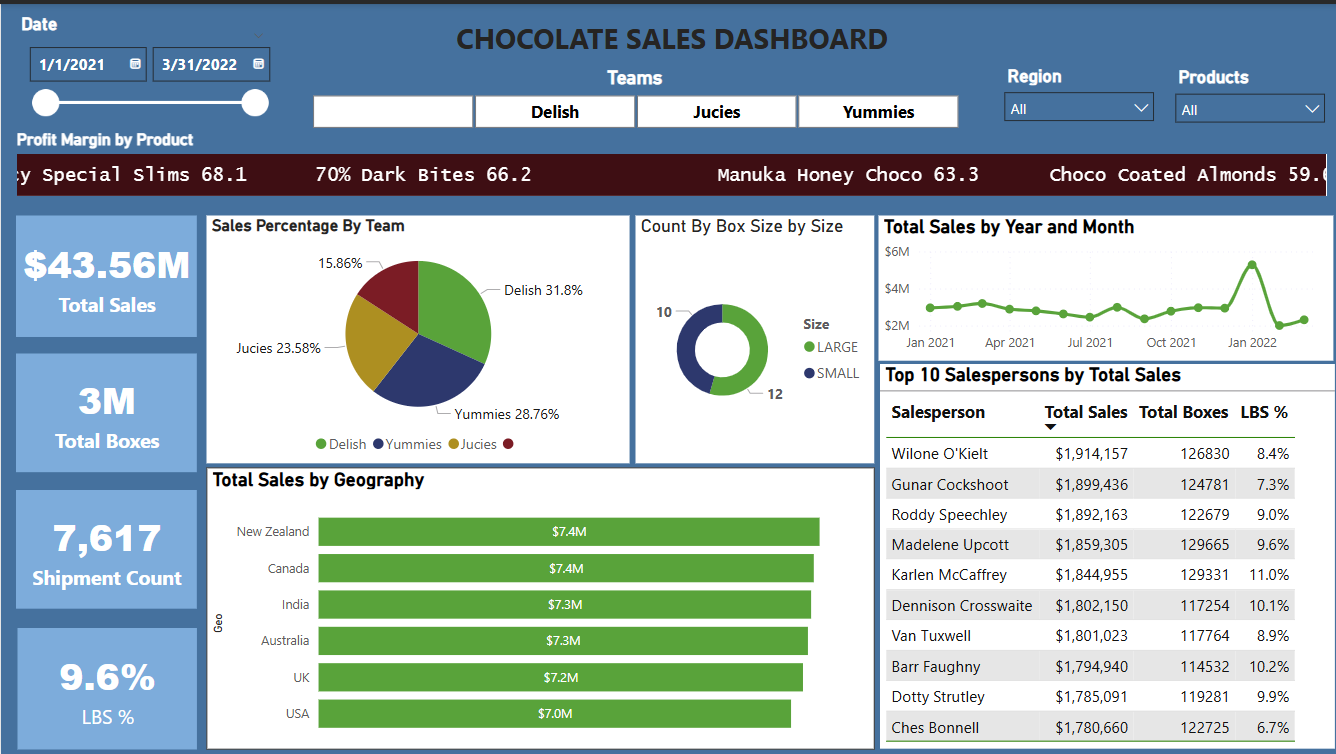 Date
CHOCOLATE SALES DASHBOARD
1/1/2021 3/31/2022
Teams
Region
Products
Delish Jucies Yummies
All
All
Profit Margin by Product
y Special Slims 68.1 70% Dark Bites 66.2 Manuka Honey Choco 63.3 Choco Coated Almonds 59.6
$43.56M
Total Sales
3M
Total Boxes
7,617
Shipment Count
9.6%
LBS %
Sales Percentage By Team
15.86%
Delish 31.8%
Jucies 23.58%
Yummies 28.76%
Delish Yummies Jucies
Count By Box Size by Size
10
12
Size
LARGE
SMALL
Total Sales by Year and Month
$6M
$4M
$2M
Jan 2021 Apr 2021 Jul 2021 Oct 2021 Jan 2022
Total Sales by Geography
Geo
New Zealand $7.4M
Canada $7.4M
India $7.3M
Australia $7.3M
UK $7.2M
USA $7.0M
Top 10 Salespersons by Total Sales
Salesperson Total Sales Total Boxes LBS %
Wilone O'Kielt $1,914,157 126830 8.4%
Gunar Cockshoot $1,899,436 124781 7.3%
Roddy Speechley $1,892,163 122679 9.0%
Madelene Upcott $1,859,305 129665 9.6%
Karlen McCaffrey $1,844,955 129331 11.0%
Dennison Crosswaite $1,802,150 117254 10.1%
Van Tuxwell $1,801,023 117764 8.9%
Barr Faughny $1,794,940 114532 10.2%
Dotty Strutley $1,785,091 119281 9.9%
Ches Bonnell $1,780,660 122725 6.7%